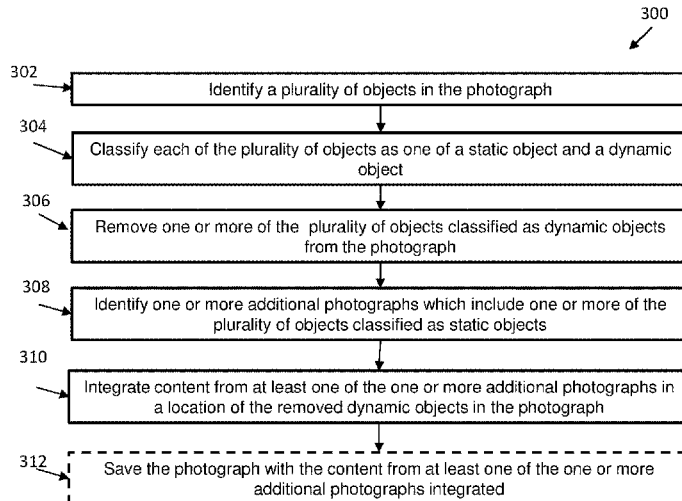 300
302
Identify a plurality of objects in the photograph
304
Classify each of the plurality of objects as one of a static object and a dynamic
object
306
Remove one or more of the plurality of objects classified as dynamic objects
from the photograph
308
Identify one or more additional photographs which include one or more of the
plurality of objects classified as static objects
310
Integrate content from at least one of the one or more additional photographs in
a location of the removed dynamic objects in the photograph
312
Save the photograph with the content from at least one of the one or more
additional photographs integrated